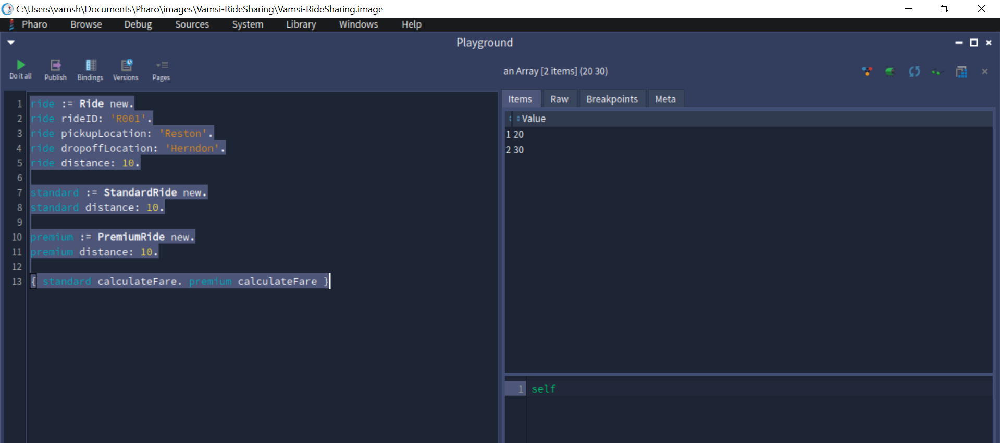 C:\Users\vamsh\Documents\Pharo\images\Vamsi-RideSharing\Vamsi-RideSharing.image
Pharo Browse Debug Sources System Library Windows Help
Playground
Do it all Publish Bindings Versions Pages
an Array [2 items] (20 30)
1 ride := Ride new.
2 ride rideID: 'R001'.
3 ride pickupLocation: 'Reston'.
4 ride dropoffLocation: 'Herndon'.
5 ride distance: 10.
6
7 standard := StandardRide new.
8 standard distance: 10.
9
10 premium := PremiumRide new.
11 premium distance: 10.
12
13 { standard calculateFare. premium calculateFare }
Items Raw Breakpoints Meta
Value
1 20
2 30
1 self